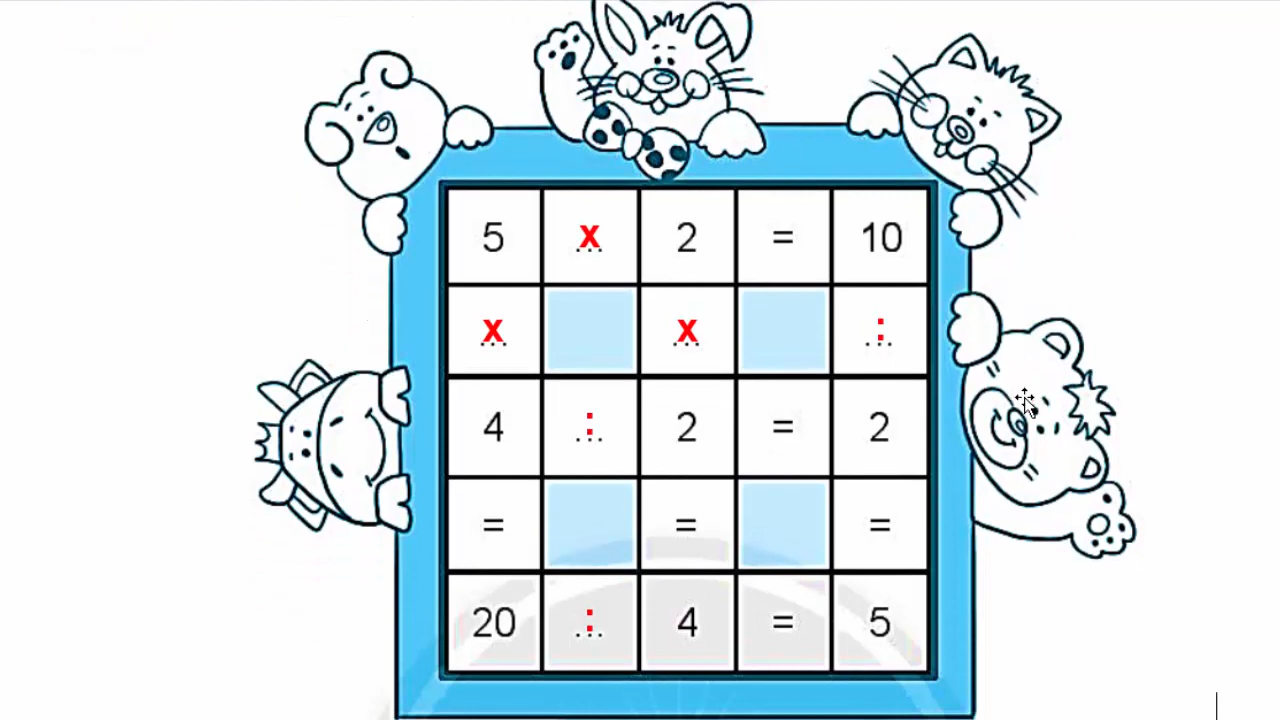 5 x 2 = 10
x x :
4 : 2 = 2
= = =
20 : 4 = 5